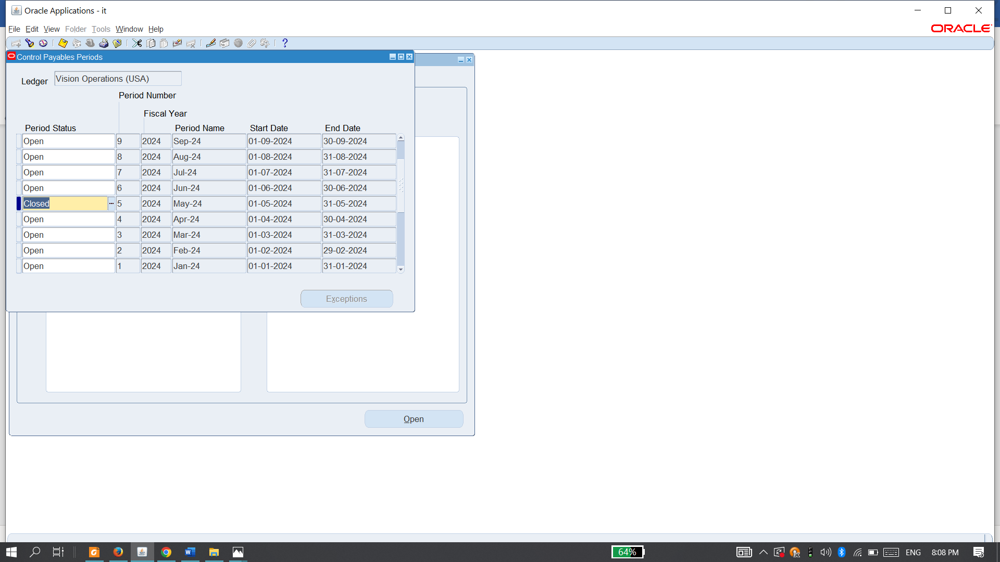 Oracle Applications - it
File Edit View Folder Tools Window Help
ORACLE
?
Control Payables Periods
Ledger Vision Operations (USA)
Period Number
Fiscal Year
Period Status Period Name Start Date End Date
Open 9 2024 Sep-24 01-09-2024 30-09-2024
Open 8 2024 Aug-24 01-08-2024 31-08-2024
Open 7 2024 Jul-24 01-07-2024 31-07-2024
Open 6 2024 Jun-24 01-06-2024 30-06-2024
Closed ... 5 2024 May-24 01-05-2024 31-05-2024
Open 4 2024 Apr-24 01-04-2024 30-04-2024
Open 3 2024 Mar-24 01-03-2024 31-03-2024
Open 2 2024 Feb-24 01-02-2024 29-02-2024
Open 1 2024 Jan-24 01-01-2024 31-01-2024
Exceptions
Open
64% ENG 8:08 PM